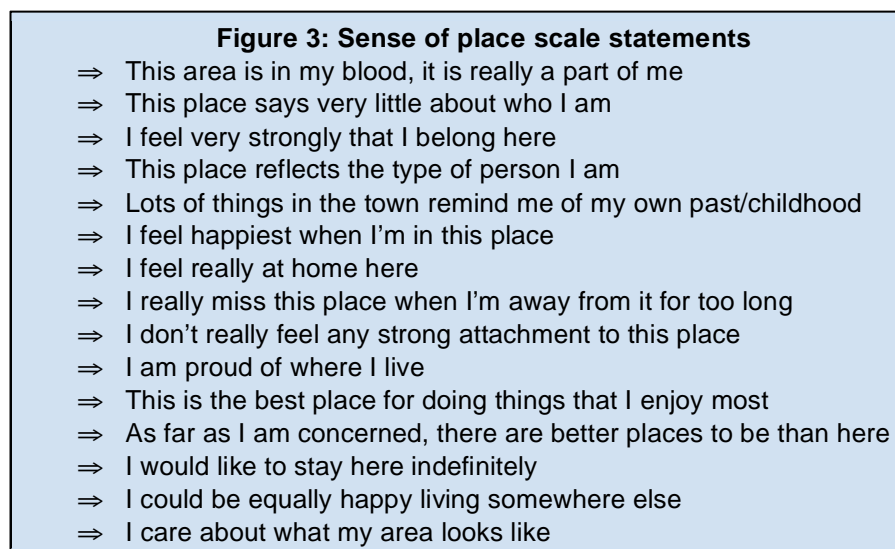 Figure 3: Sense of place scale statements
⇒ This area is in my blood, it is really a part of me
⇒ This place says very little about who I am
⇒ I feel very strongly that I belong here
⇒ This place reflects the type of person I am
⇒ Lots of things in the town remind me of my own past/childhood
⇒ I feel happiest when I’m in this place
⇒ I feel really at home here
⇒ I really miss this place when I’m away from it for too long
⇒ I don’t really feel any strong attachment to this place
⇒ I am proud of where I live
⇒ This is the best place for doing things that I enjoy most
⇒ As far as I am concerned, there are better places to be than here
⇒ I would like to stay here indefinitely
⇒ I could be equally happy living somewhere else
⇒ I care about what my area looks like